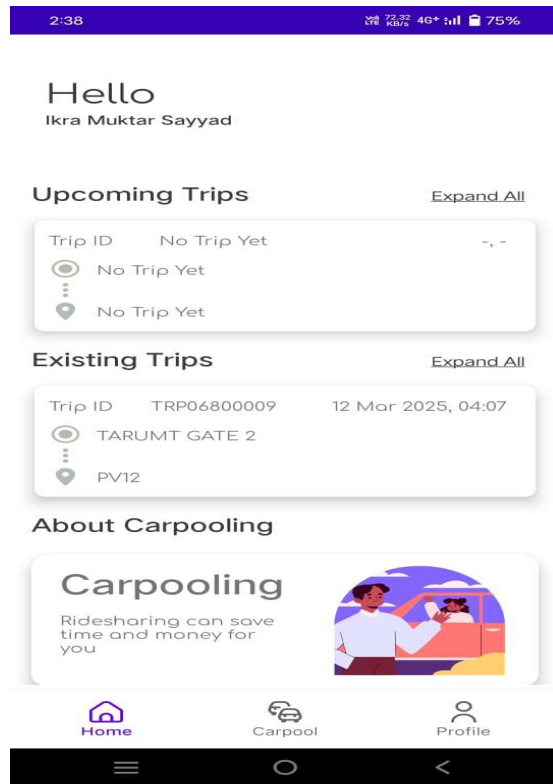 2:38 Vo) LTE 72.32 KB/s 4G+ 75%
Hello
Ikra Muktar Sayyad
Upcoming Trips Expand All
Trip ID No Trip Yet -, -
No Trip Yet
No Trip Yet
Existing Trips Expand All
Trip ID TRP06800009 12 Mar 2025, 04:07
TARUMT GATE 2
PV12
About Carpooling
Carpooling
Ridesharing can save
time and money for
you
Home Carpool Profile